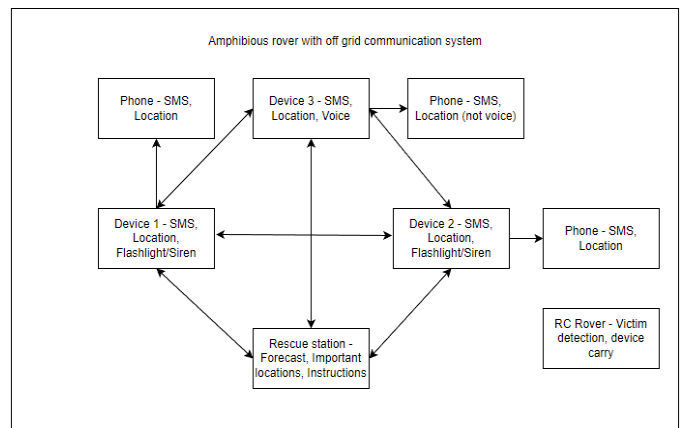 Amphibious rover with off grid communication system
Phone - SMS,
Location
Device 3 - SMS,
Location, Voice
Phone - SMS,
Location (not voice)
Device 1 - SMS,
Location,
Flashlight/Siren
Device 2 - SMS,
Location,
Flashlight/Siren
Phone - SMS,
Location
Rescue station -
Forecast, Important
locations, Instructions
RC Rover - Victim
detection, device
carry